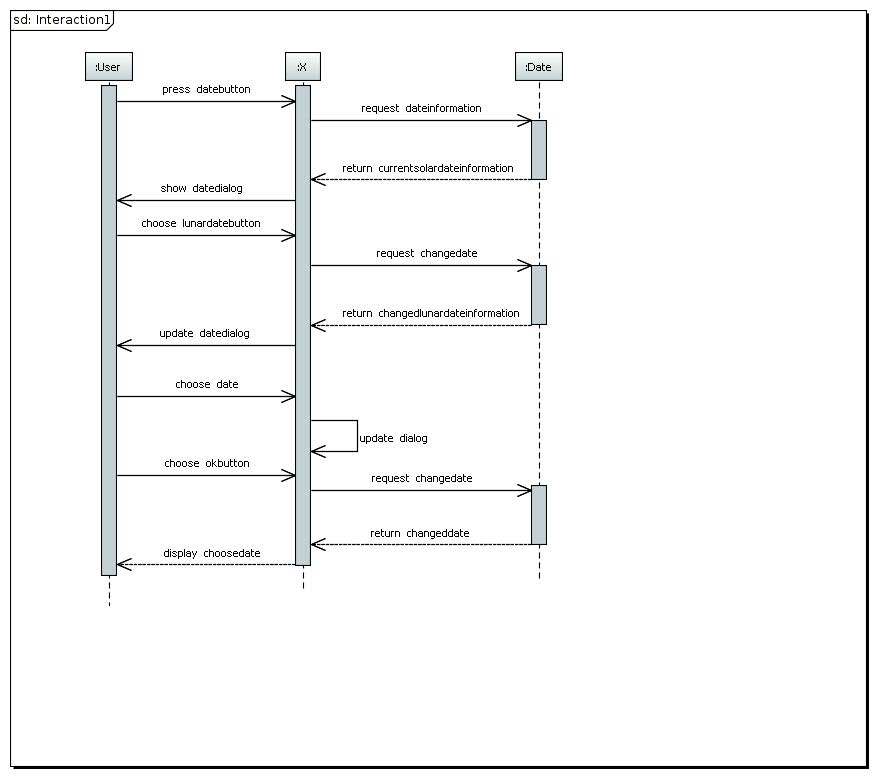 sd: Interaction1
:User
:X
:Date
press datebutton
request dateinformation
return currentsolardateinformation
show datedialog
choose lunardatebutton
request changedate
return changedlunardateinformation
update datedialog
choose date
update dialog
choose okbutton
request changedate
return changeddate
display choosedate